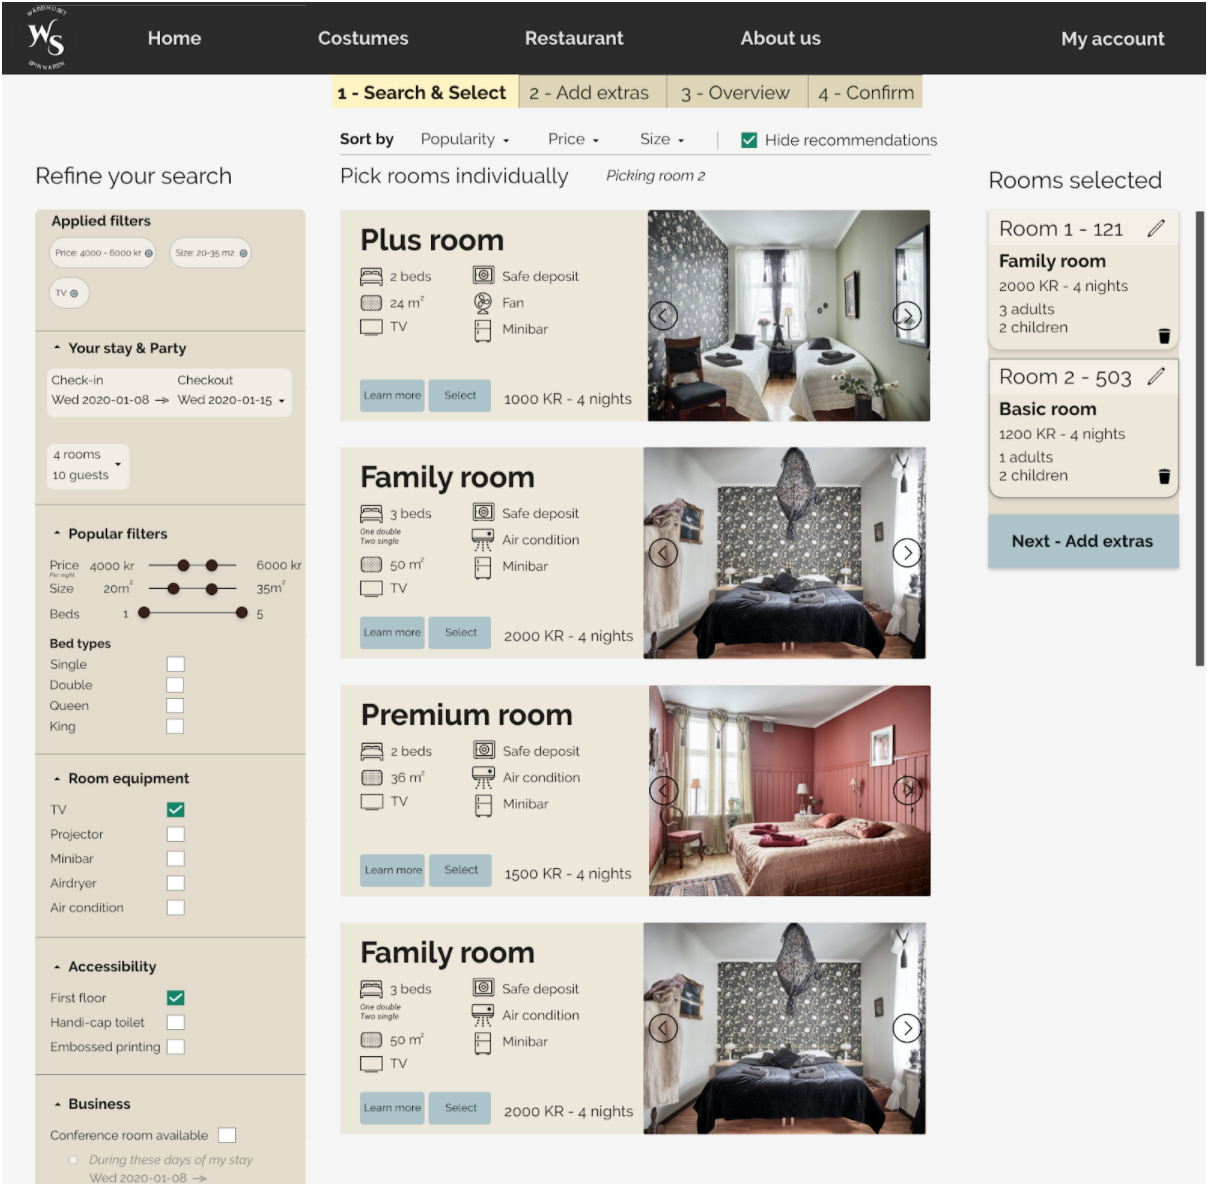 WÄRDSHUSET
WS
SPINNAREN
Home
Costumes
Restaurant
About us
My account
1 - Search & Select
2 - Add extras
3 - Overview
4 - Confirm
Sort by
Popularity
Price
Size
Hide recommendations
Refine your search
Pick rooms individually
Picking room 2
Rooms selected
Applied filters
Price: 4000 - 6000 kr
Size: 20-35 m2
TV
Your stay & Party
Check-in
Checkout
Wed 2020-01-08
Wed 2020-01-15
4 rooms
10 guests
Popular filters
Price 4000 kr 6000 kr
Per night
Size 20m² 35m²
Beds 1 5
Bed types
Single
Double
Queen
King
Room equipment
TV
Projector
Minibar
Airdryer
Air condition
Accessibility
First floor
Handi-cap toilet
Embossed printing
Business
Conference room available
During these days of my stay
Wed 2020-01-08
Plus room
2 beds
Safe deposit
24 m²
Fan
TV
Minibar
Learn more
Select
1000 KR - 4 nights
Family room
3 beds
Safe deposit
One double
Two single
Air condition
50 m²
Minibar
TV
Learn more
Select
2000 KR - 4 nights
Premium room
2 beds
Safe deposit
36 m²
Air condition
TV
Minibar
Learn more
Select
1500 KR - 4 nights
Family room
3 beds
Safe deposit
One double
Two single
Air condition
50 m²
Minibar
TV
Learn more
Select
2000 KR - 4 nights
Room 1 - 121
Family room
2000 KR - 4 nights
3 adults
2 children
Room 2 - 503
Basic room
1200 KR - 4 nights
1 adults
2 children
Next - Add extras